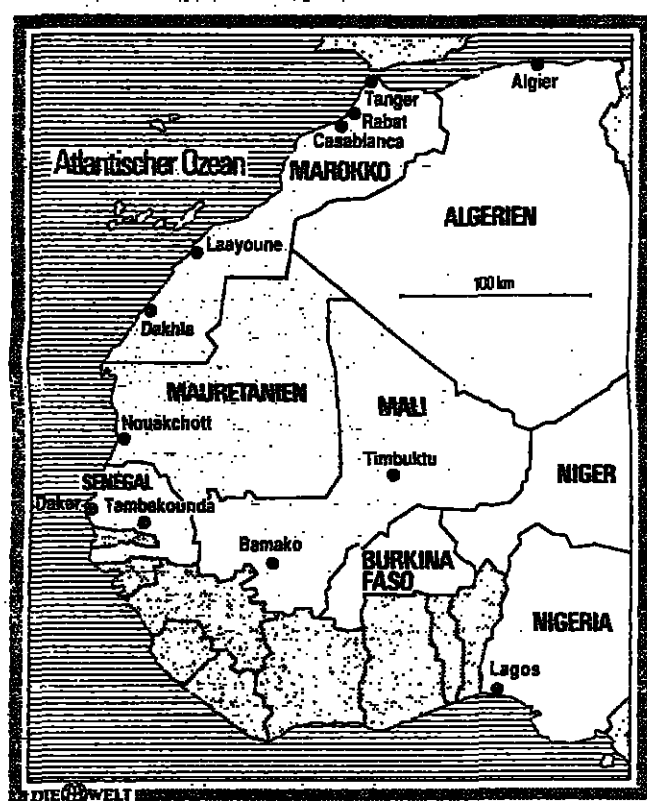 Algier
Tanger
Rabat
Casablanca
Atlantischer Ozean
MAROKKO
ALGERIEN
Laayoune
100 km
Dakhla
MAURETANIEN
MALI
Nouakchott
Timbuktu
NIGER
SENEGAL
Dakar
Tambakounda
Bamako
BURKINA
FASO
NIGERIA
Lagos
DIE WELT